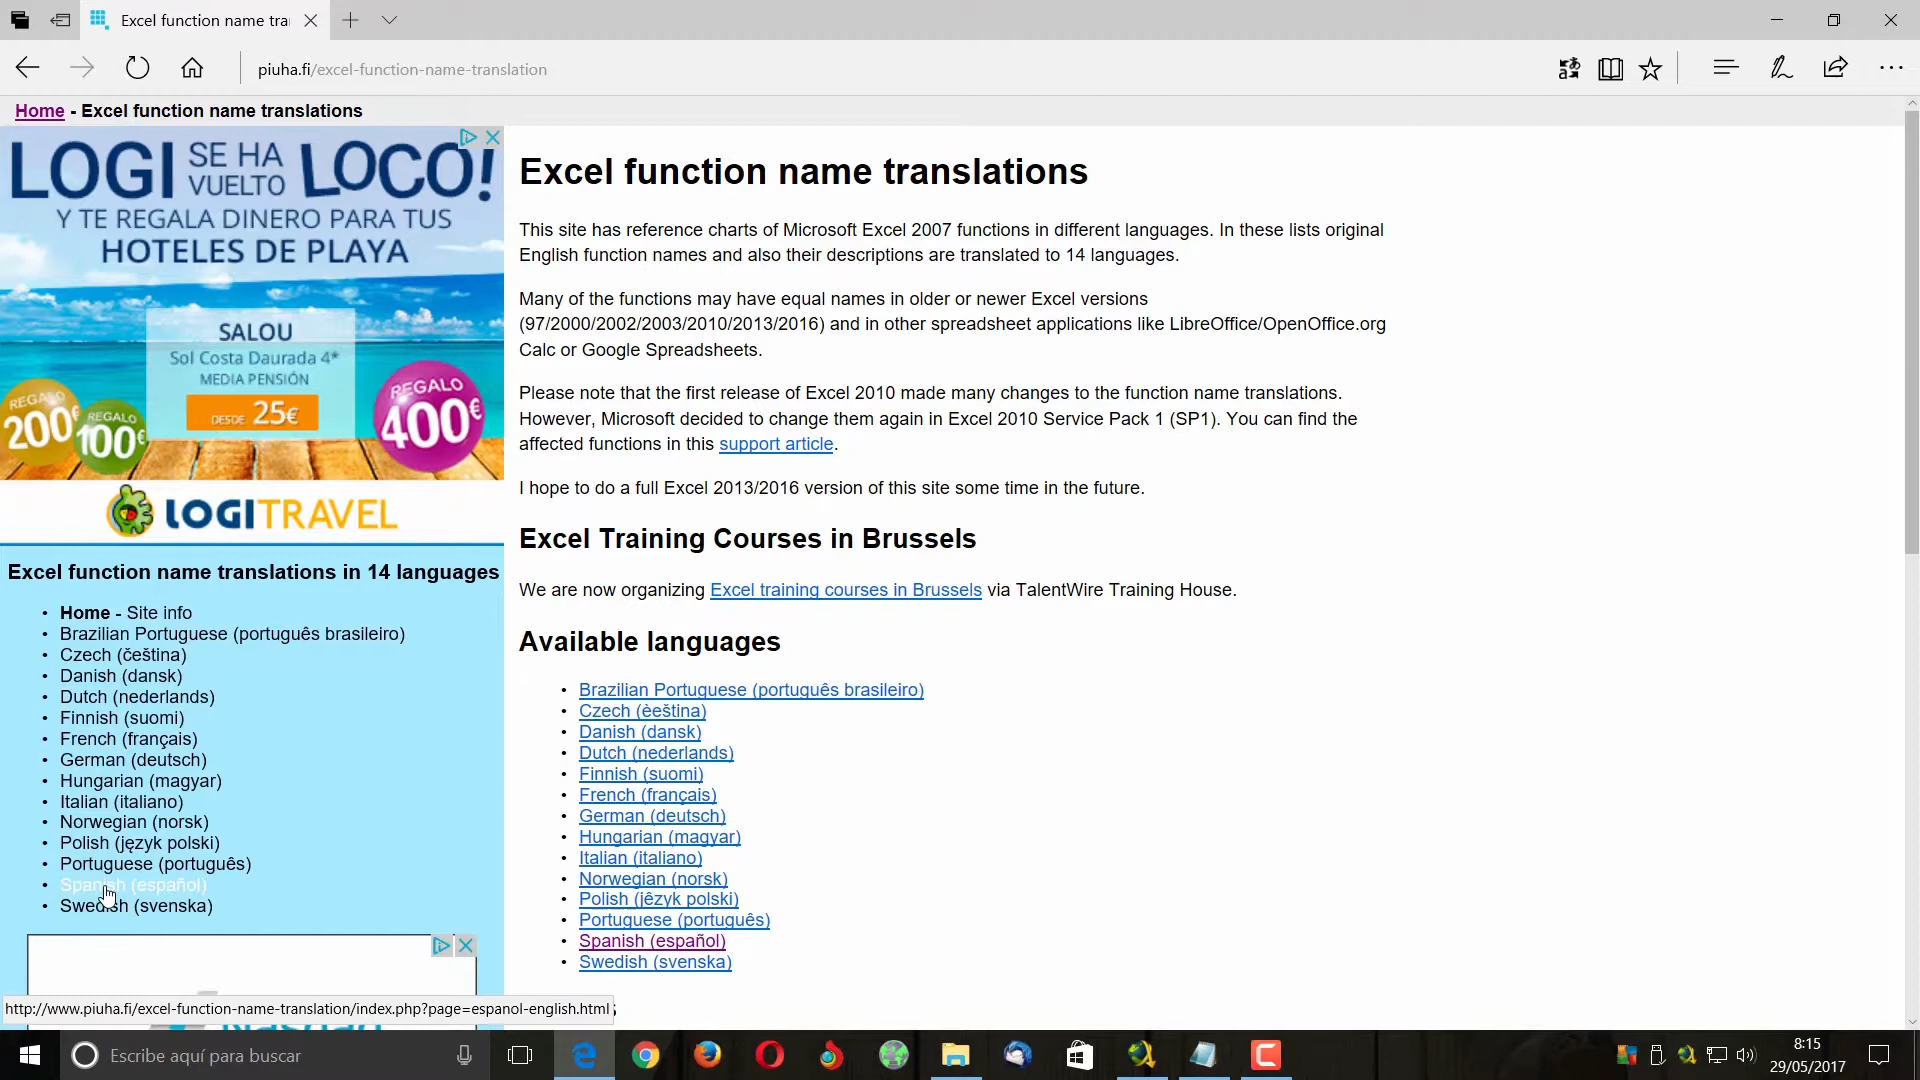 Excel function name tra
piuha.fi/excel-function-name-translation
Home - Excel function name translations
LOGI SE HA VUELTO LOCO!
Y TE REGALA DINERO PARA TUS
HOTELES DE PLAYA
SALOU
Sol Costa Daurada 4*
MEDIA PENSIÓN
DESDE 25€
REGALO 200€
REGALO 100€
REGALO 400€
LOGITRAVEL
Excel function name translations in 14 languages
• Home - Site info
• Brazilian Portuguese (português brasileiro)
• Czech (čeština)
• Danish (dansk)
• Dutch (nederlands)
• Finnish (suomi)
• French (français)
• German (deutsch)
• Hungarian (magyar)
• Italian (italiano)
• Norwegian (norsk)
• Polish (język polski)
• Portuguese (português)
• Spanish (español)
• Swedish (svenska)
Excel function name translations
This site has reference charts of Microsoft Excel 2007 functions in different languages. In these lists original
English function names and also their descriptions are translated to 14 languages.
Many of the functions may have equal names in older or newer Excel versions
(97/2000/2002/2003/2010/2013/2016) and in other spreadsheet applications like LibreOffice/OpenOffice.org
Calc or Google Spreadsheets.
Please note that the first release of Excel 2010 made many changes to the function name translations.
However, Microsoft decided to change them again in Excel 2010 Service Pack 1 (SP1). You can find the
affected functions in this support article.
I hope to do a full Excel 2013/2016 version of this site some time in the future.
Excel Training Courses in Brussels
We are now organizing Excel training courses in Brussels via TalentWire Training House.
Available languages
• Brazilian Portuguese (português brasileiro)
• Czech (èeština)
• Danish (dansk)
• Dutch (nederlands)
• Finnish (suomi)
• French (français)
• German (deutsch)
• Hungarian (magyar)
• Italian (italiano)
• Norwegian (norsk)
• Polish (jêzyk polski)
• Portuguese (português)
• Spanish (español)
• Swedish (svenska)
http://www.piuha.fi/excel-function-name-translation/index.php?page=espanol-english.html
Escribe aquí para buscar
8:15
29/05/2017